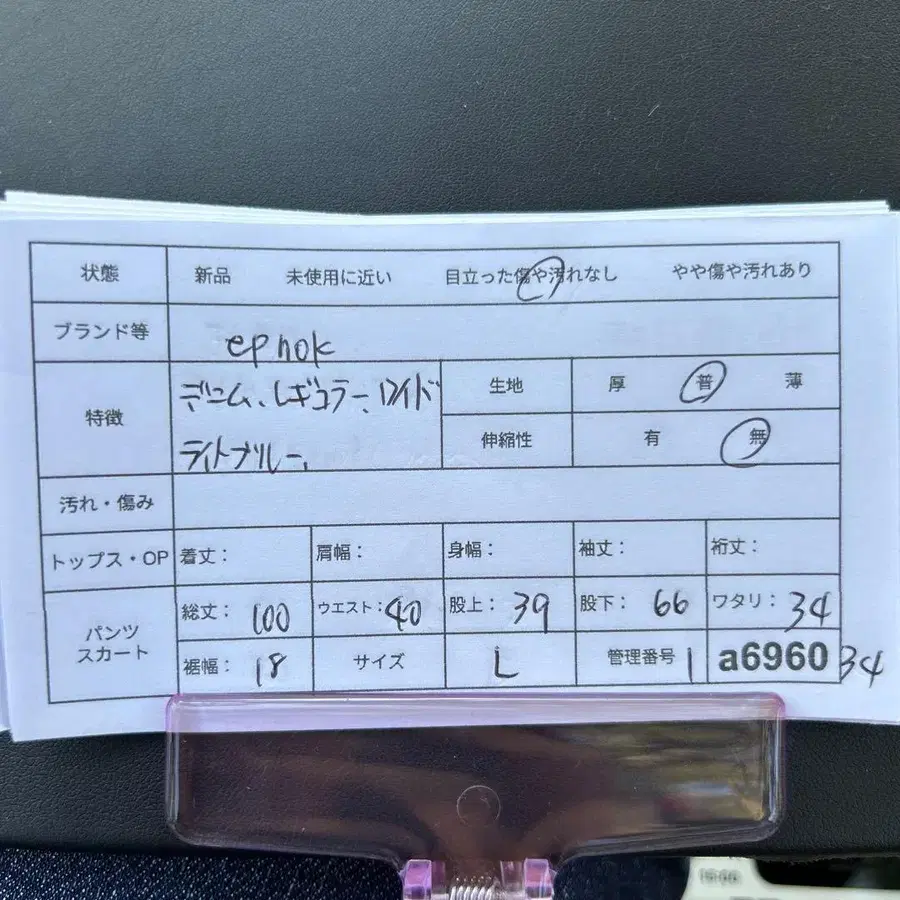 状態 新品 未使用に近い 目立った傷や汚れなし やや傷や汚れあり
ブランド等 epnok
特徴 デニム、レギュラー、ワイド
ライトブルー、
生地 厚 普 薄
伸縮性 有 無
汚れ・傷み
トップス・OP 着丈: 肩幅: 身幅: 袖丈: 裄丈:
パンツ
スカート
総丈: 100 ウエスト: 40 股上: 39 股下: 66 ワタリ: 34
裾幅: 18 サイズ L 管理番号 1 a6960 34